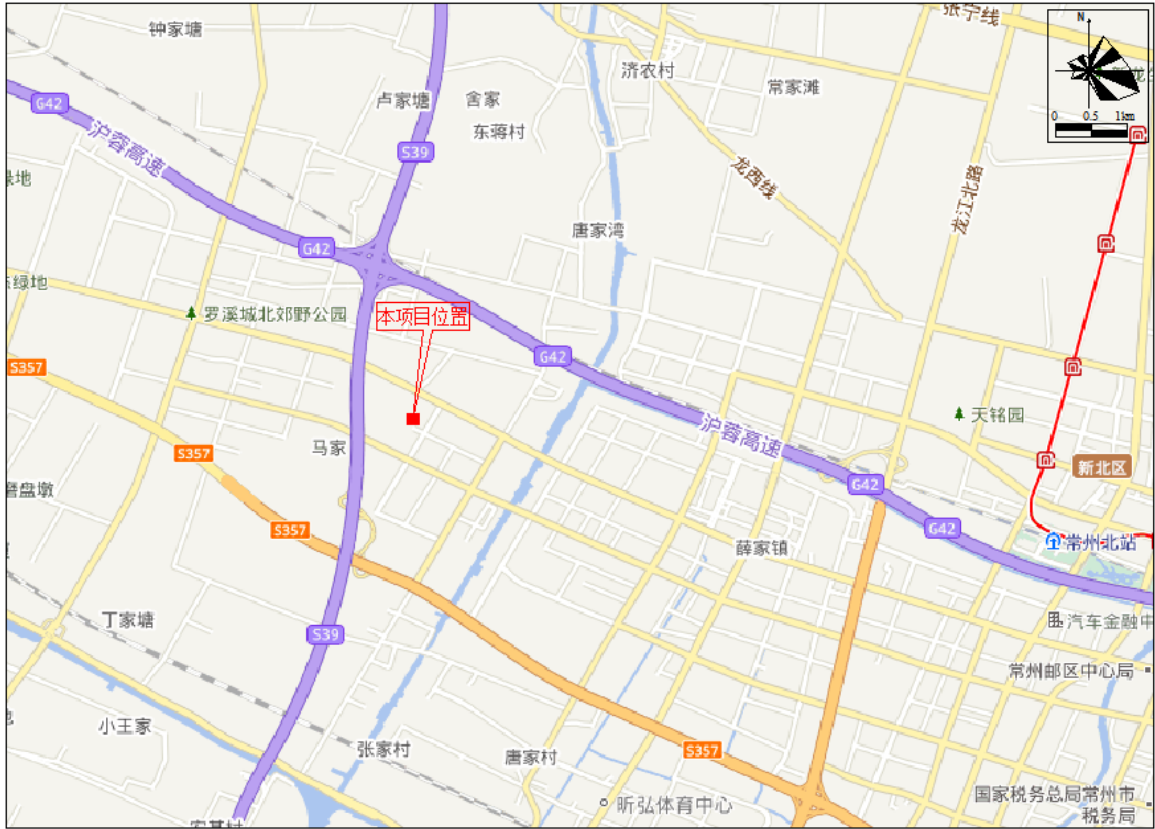 张宁线
N
钟家塘
济农村
常家滩
卢家塘
舍家
G42
0 0.5 1km
东蒋村
沪蓉高速
S39
绿地
龙西线
龙江北路
唐家湾
G42
绿地
罗溪城北郊野公园
本项目位置
G42
S357
天铭园
沪蓉高速
马家
S357
新北区
磨盘墩
G42
S357
G42
薛家镇
常州北站
丁家塘
汽车金融中
S39
常州邮区中心局
小王家
张家村
唐家村
S357
国家税务总局常州市
税务局
昕弘体育中心